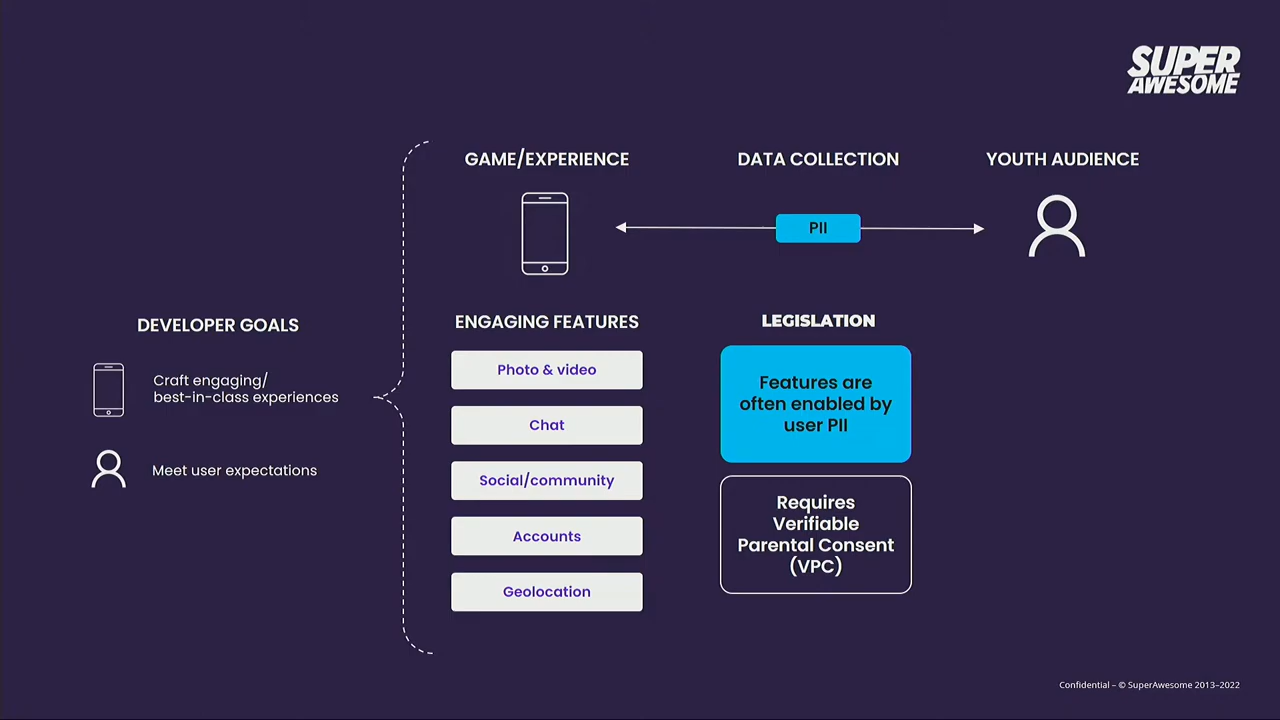 SUPER
AWESOME
GAME/EXPERIENCE
DATA COLLECTION
YOUTH AUDIENCE
PII
DEVELOPER GOALS
Craft engaging/
best-in-class experiences
Meet user expectations
ENGAGING FEATURES
Photo & video
Chat
Social/community
Accounts
Geolocation
LEGISLATION
Features are
often enabled by
user PII
Requires
Verifiable
Parental Consent
(VPC)
Confidential – © SuperAwesome 2013–2022